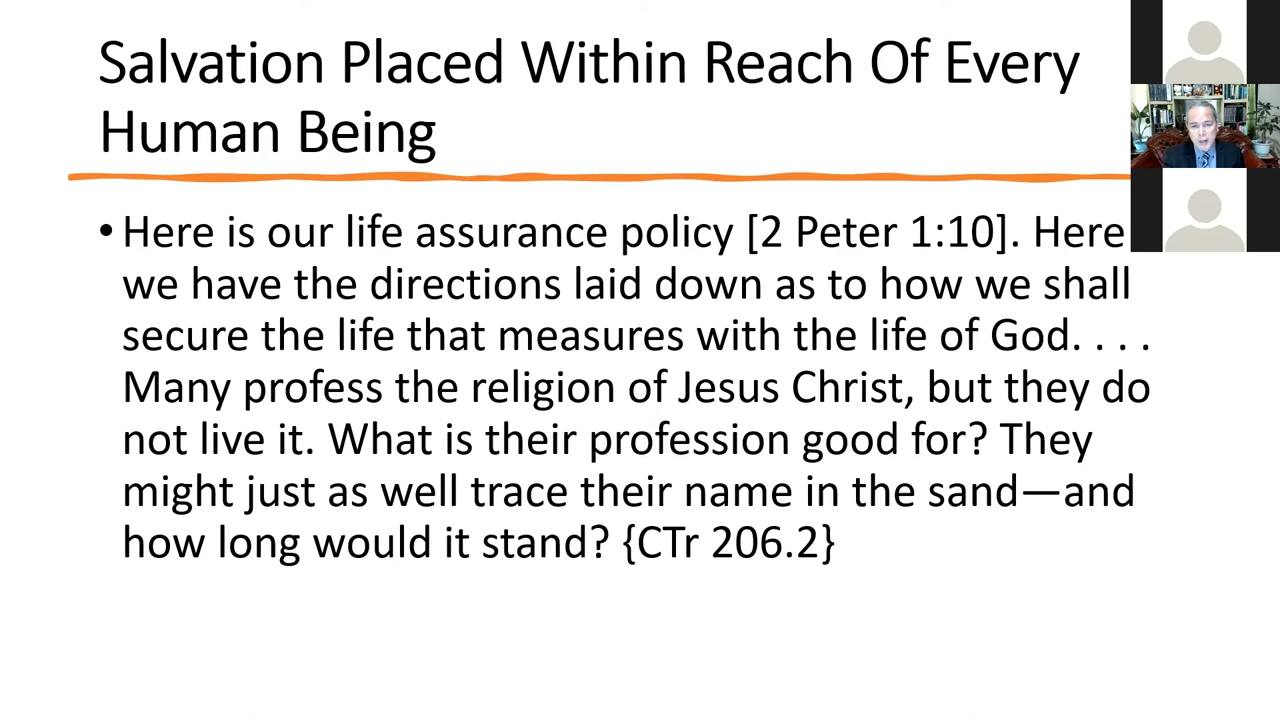 Salvation Placed Within Reach Of Every
Human Being
• Here is our life assurance policy [2 Peter 1:10]. Here
we have the directions laid down as to how we shall
secure the life that measures with the life of God. . . .
Many profess the religion of Jesus Christ, but they do
not live it. What is their profession good for? They
might just as well trace their name in the sand—and
how long would it stand? {CTr 206.2}